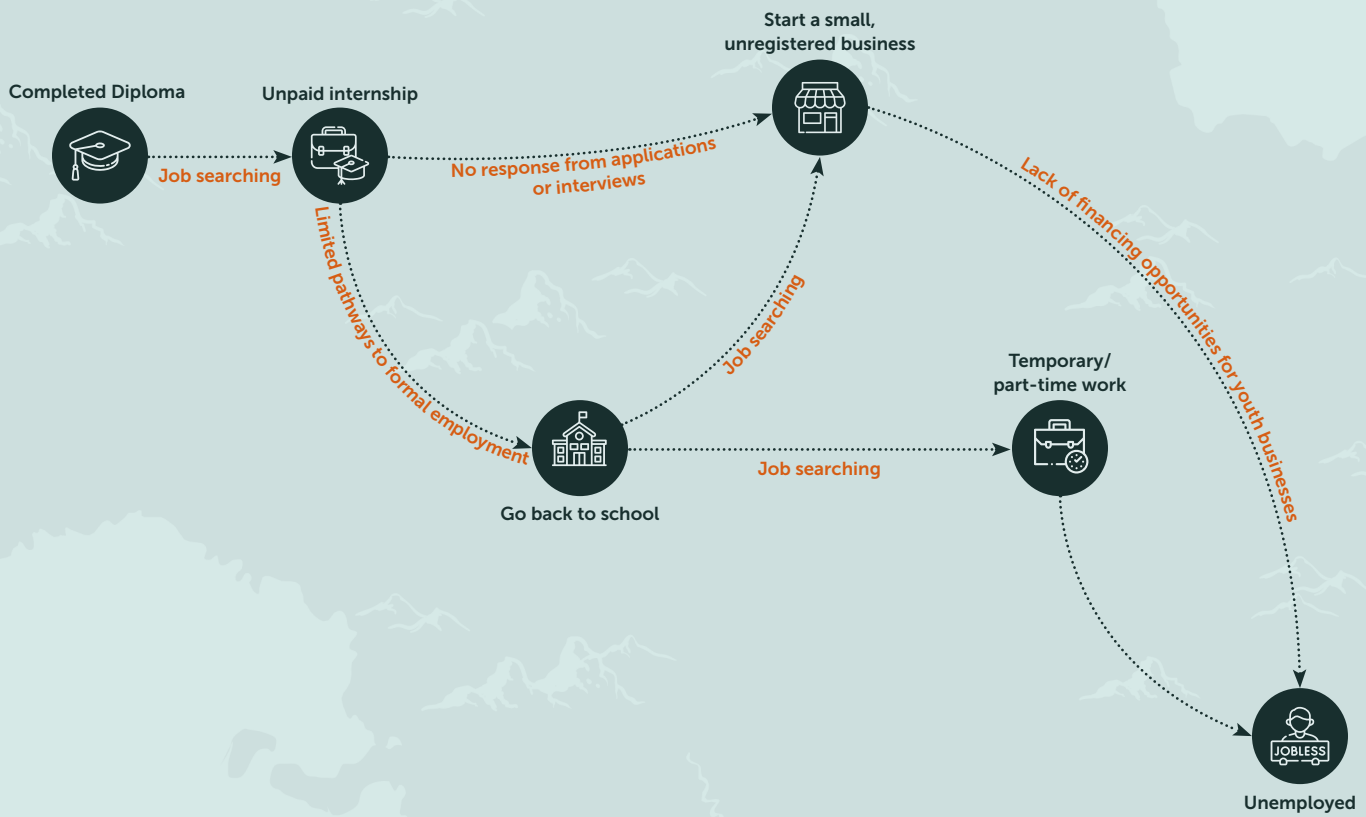 Start a small,
unregistered business
Completed Diploma
Unpaid internship
Job searching
No response from applications
or interviews
Lack of financing opportunities for youth businesses
Limited pathways to formal employment
Job searching
Temporary/
part-time work
Job searching
Go back to school
JOBLESS
Unemployed